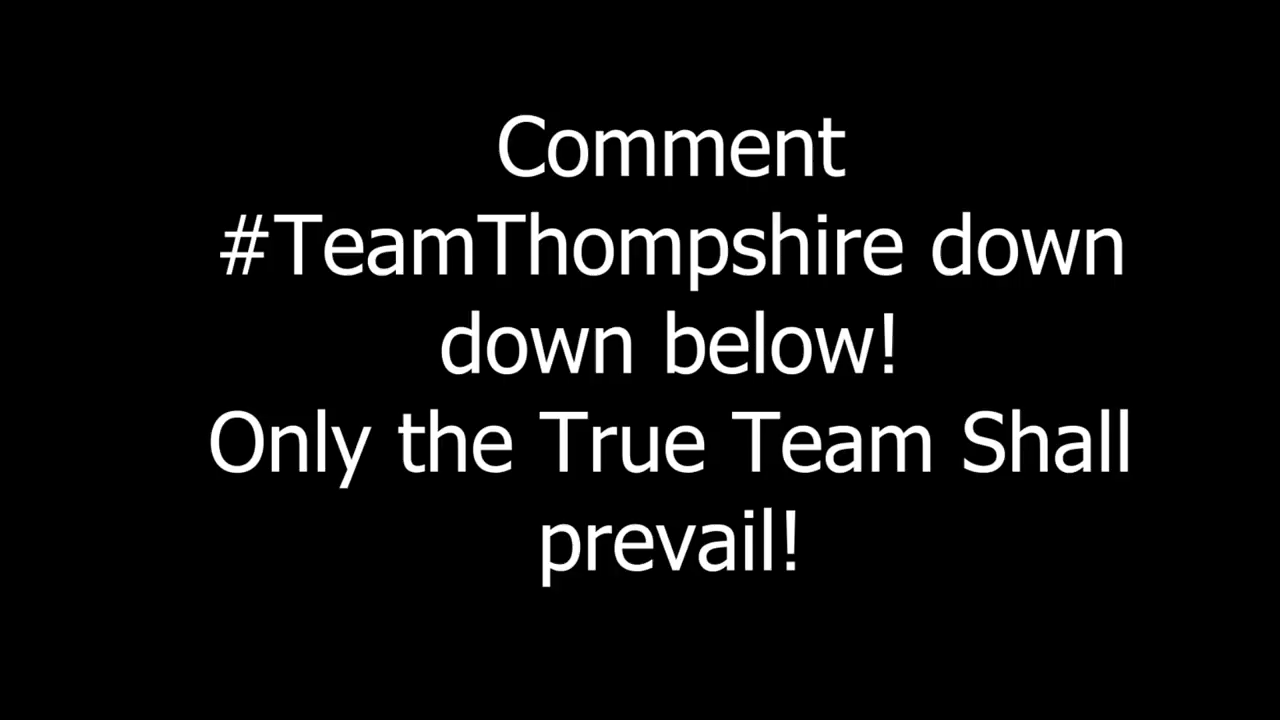 Comment
#TeamThompshire down
down below!
Only the True Team Shall
prevail!